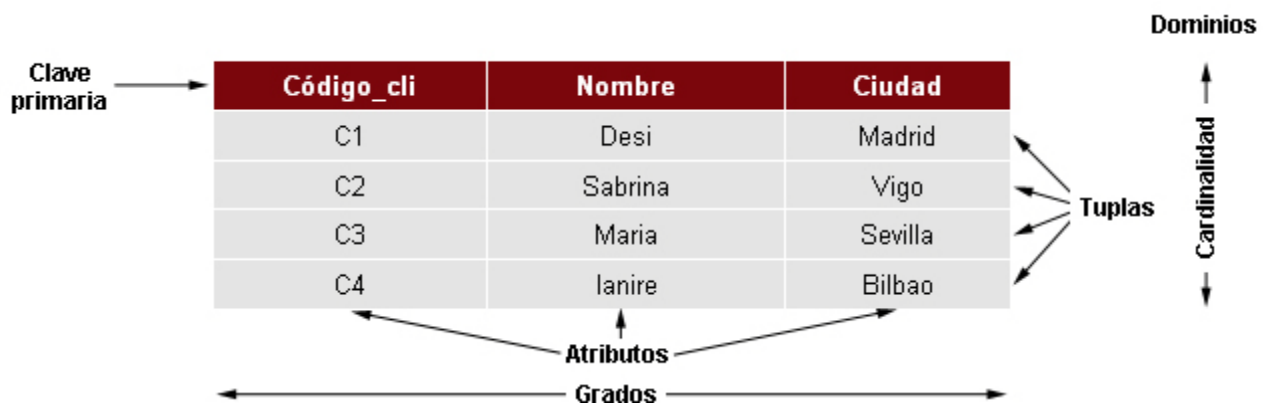 Dominios
Clave
primaria
Código_cli Nombre Ciudad
C1 Desi Madrid
C2 Sabrina Vigo
C3 Maria Sevilla
C4 Ianire Bilbao
Tuplas
Cardinalidad
Atributos
Grados